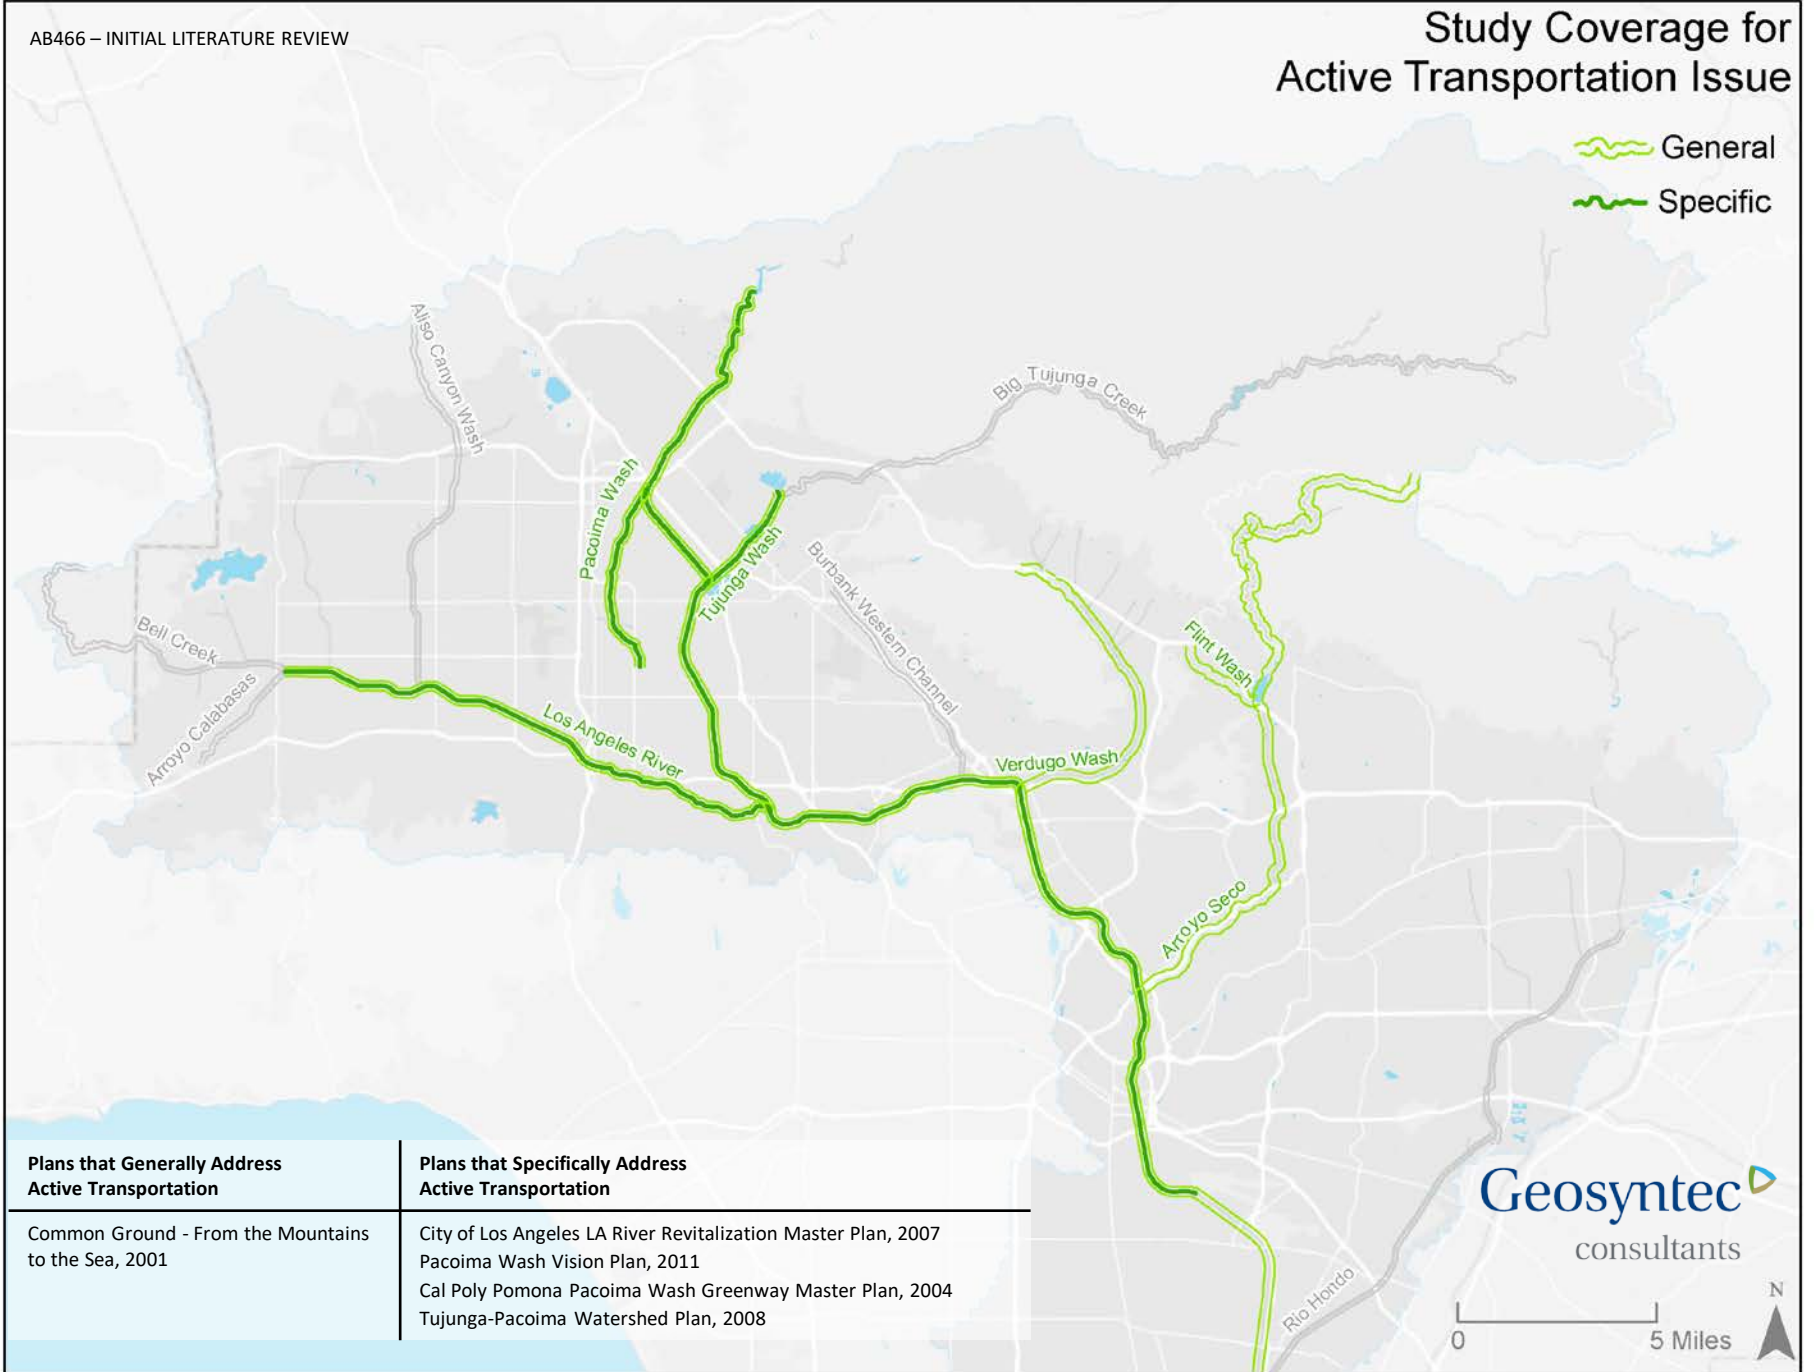 AB466 – INITIAL LITERATURE REVIEW
Study Coverage for
Active Transportation Issue
General
Specific
Aliso Canyon Wash
Big Tujunga Creek
Pacoima Wash
Tujunga Wash
Burbank Western Channel
Bell Creek
Flint Wash
Arroyo Calabasas
Los Angeles River
Verdugo Wash
Arroyo Seco
Rio Hondo
Plans that Generally Address
Active Transportation
Common Ground - From the Mountains
to the Sea, 2001
Plans that Specifically Address
Active Transportation
City of Los Angeles LA River Revitalization Master Plan, 2007
Pacoima Wash Vision Plan, 2011
Cal Poly Pomona Pacoima Wash Greenway Master Plan, 2004
Tujunga-Pacoima Watershed Plan, 2008
Geosyntec
consultants
N
0 5 Miles